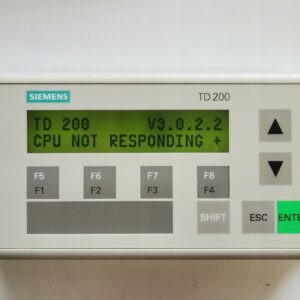 SIEMENS
TD 200
TD 200 V3.0.2.2
CPU NOT RESPONDING +
F5 F6 F7 F8
F1 F2 F3 F4
SHIFT ESC ENTE